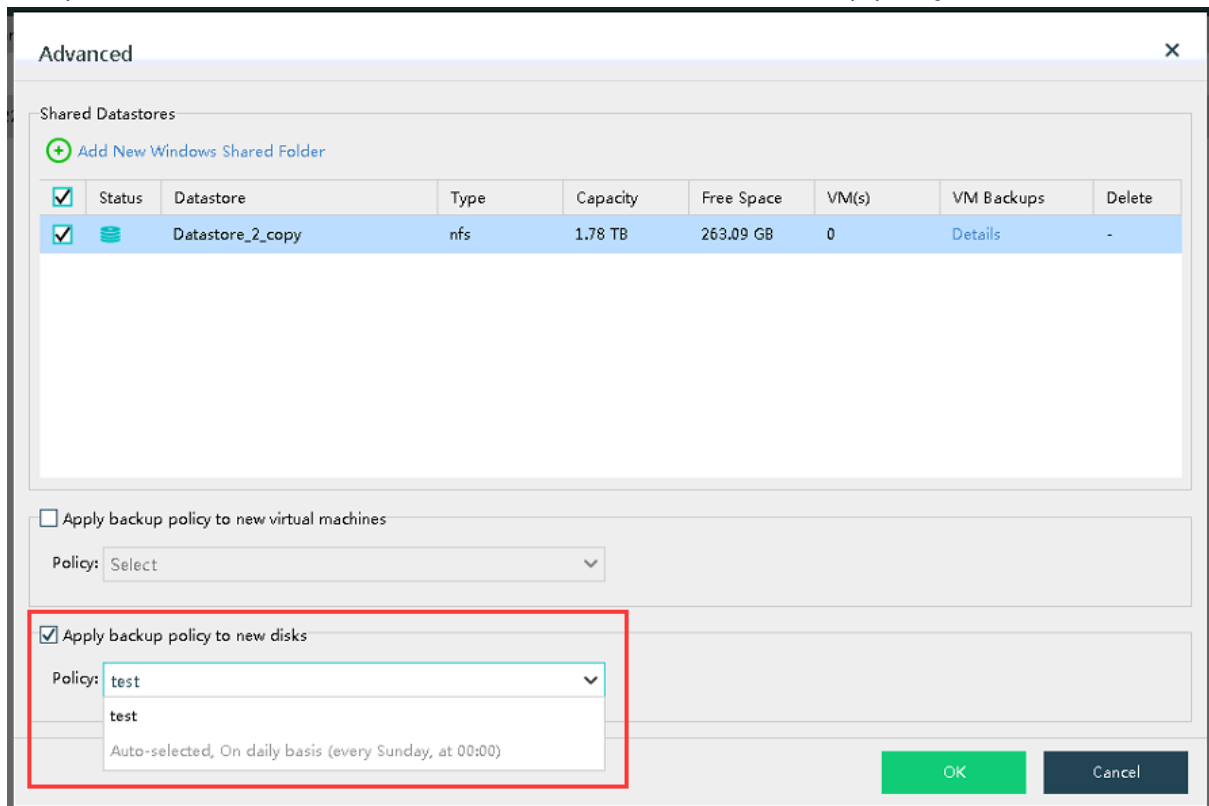 Advanced
Shared Datastores
Add New Windows Shared Folder
Status Datastore Type Capacity Free Space VM(s) VM Backups Delete
Datastore_2_copy nfs 1.78 TB 263.09 GB 0 Details -
Apply backup policy to new virtual machines
Policy: Select
Apply backup policy to new disks
Policy: test
test
Auto-selected, On daily basis (every Sunday, at 00:00)
OK Cancel